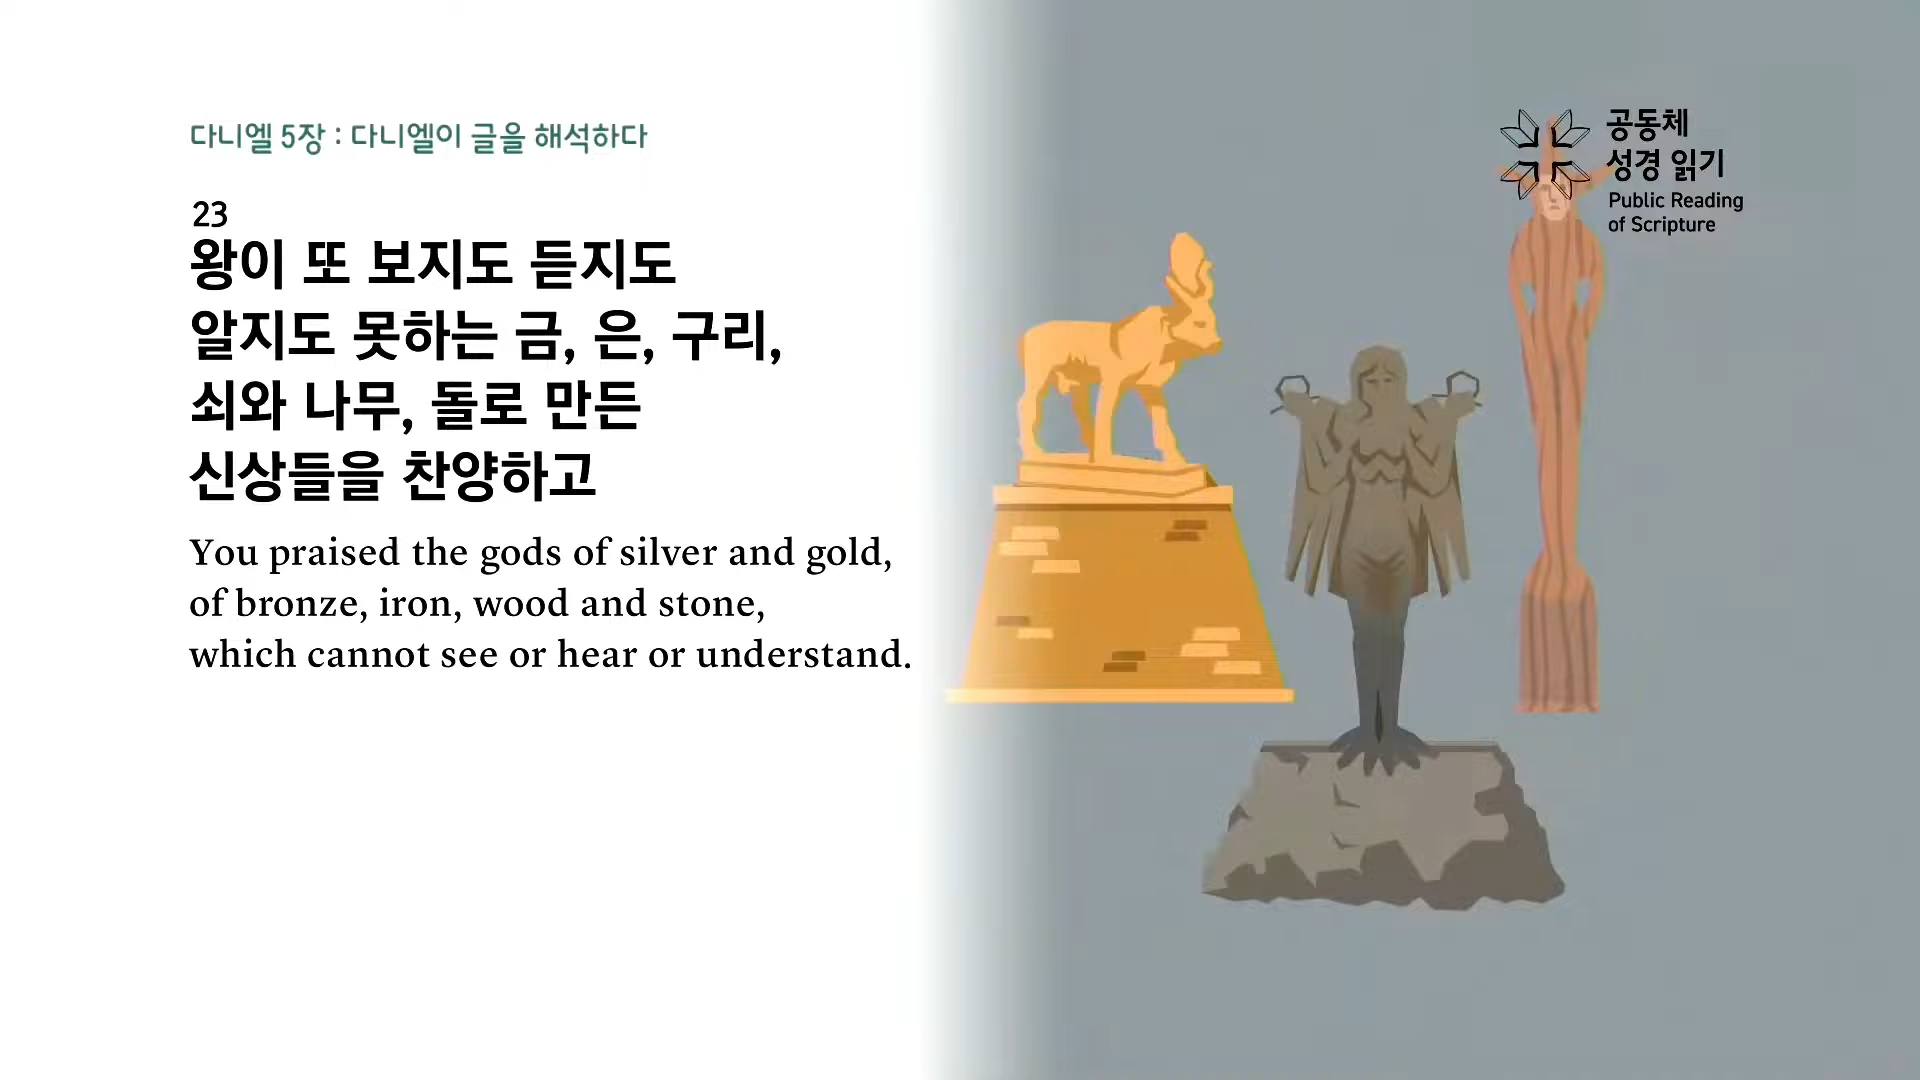 다니엘 5장 : 다니엘이 글을 해석하다
23
왕이 또 보지도 듣지도
알지도 못하는 금, 은, 구리,
쇠와 나무, 돌로 만든
신상들을 찬양하고
You praised the gods of silver and gold,
of bronze, iron, wood and stone,
which cannot see or hear or understand.
공동체
성경 읽기
Public Reading
of Scripture